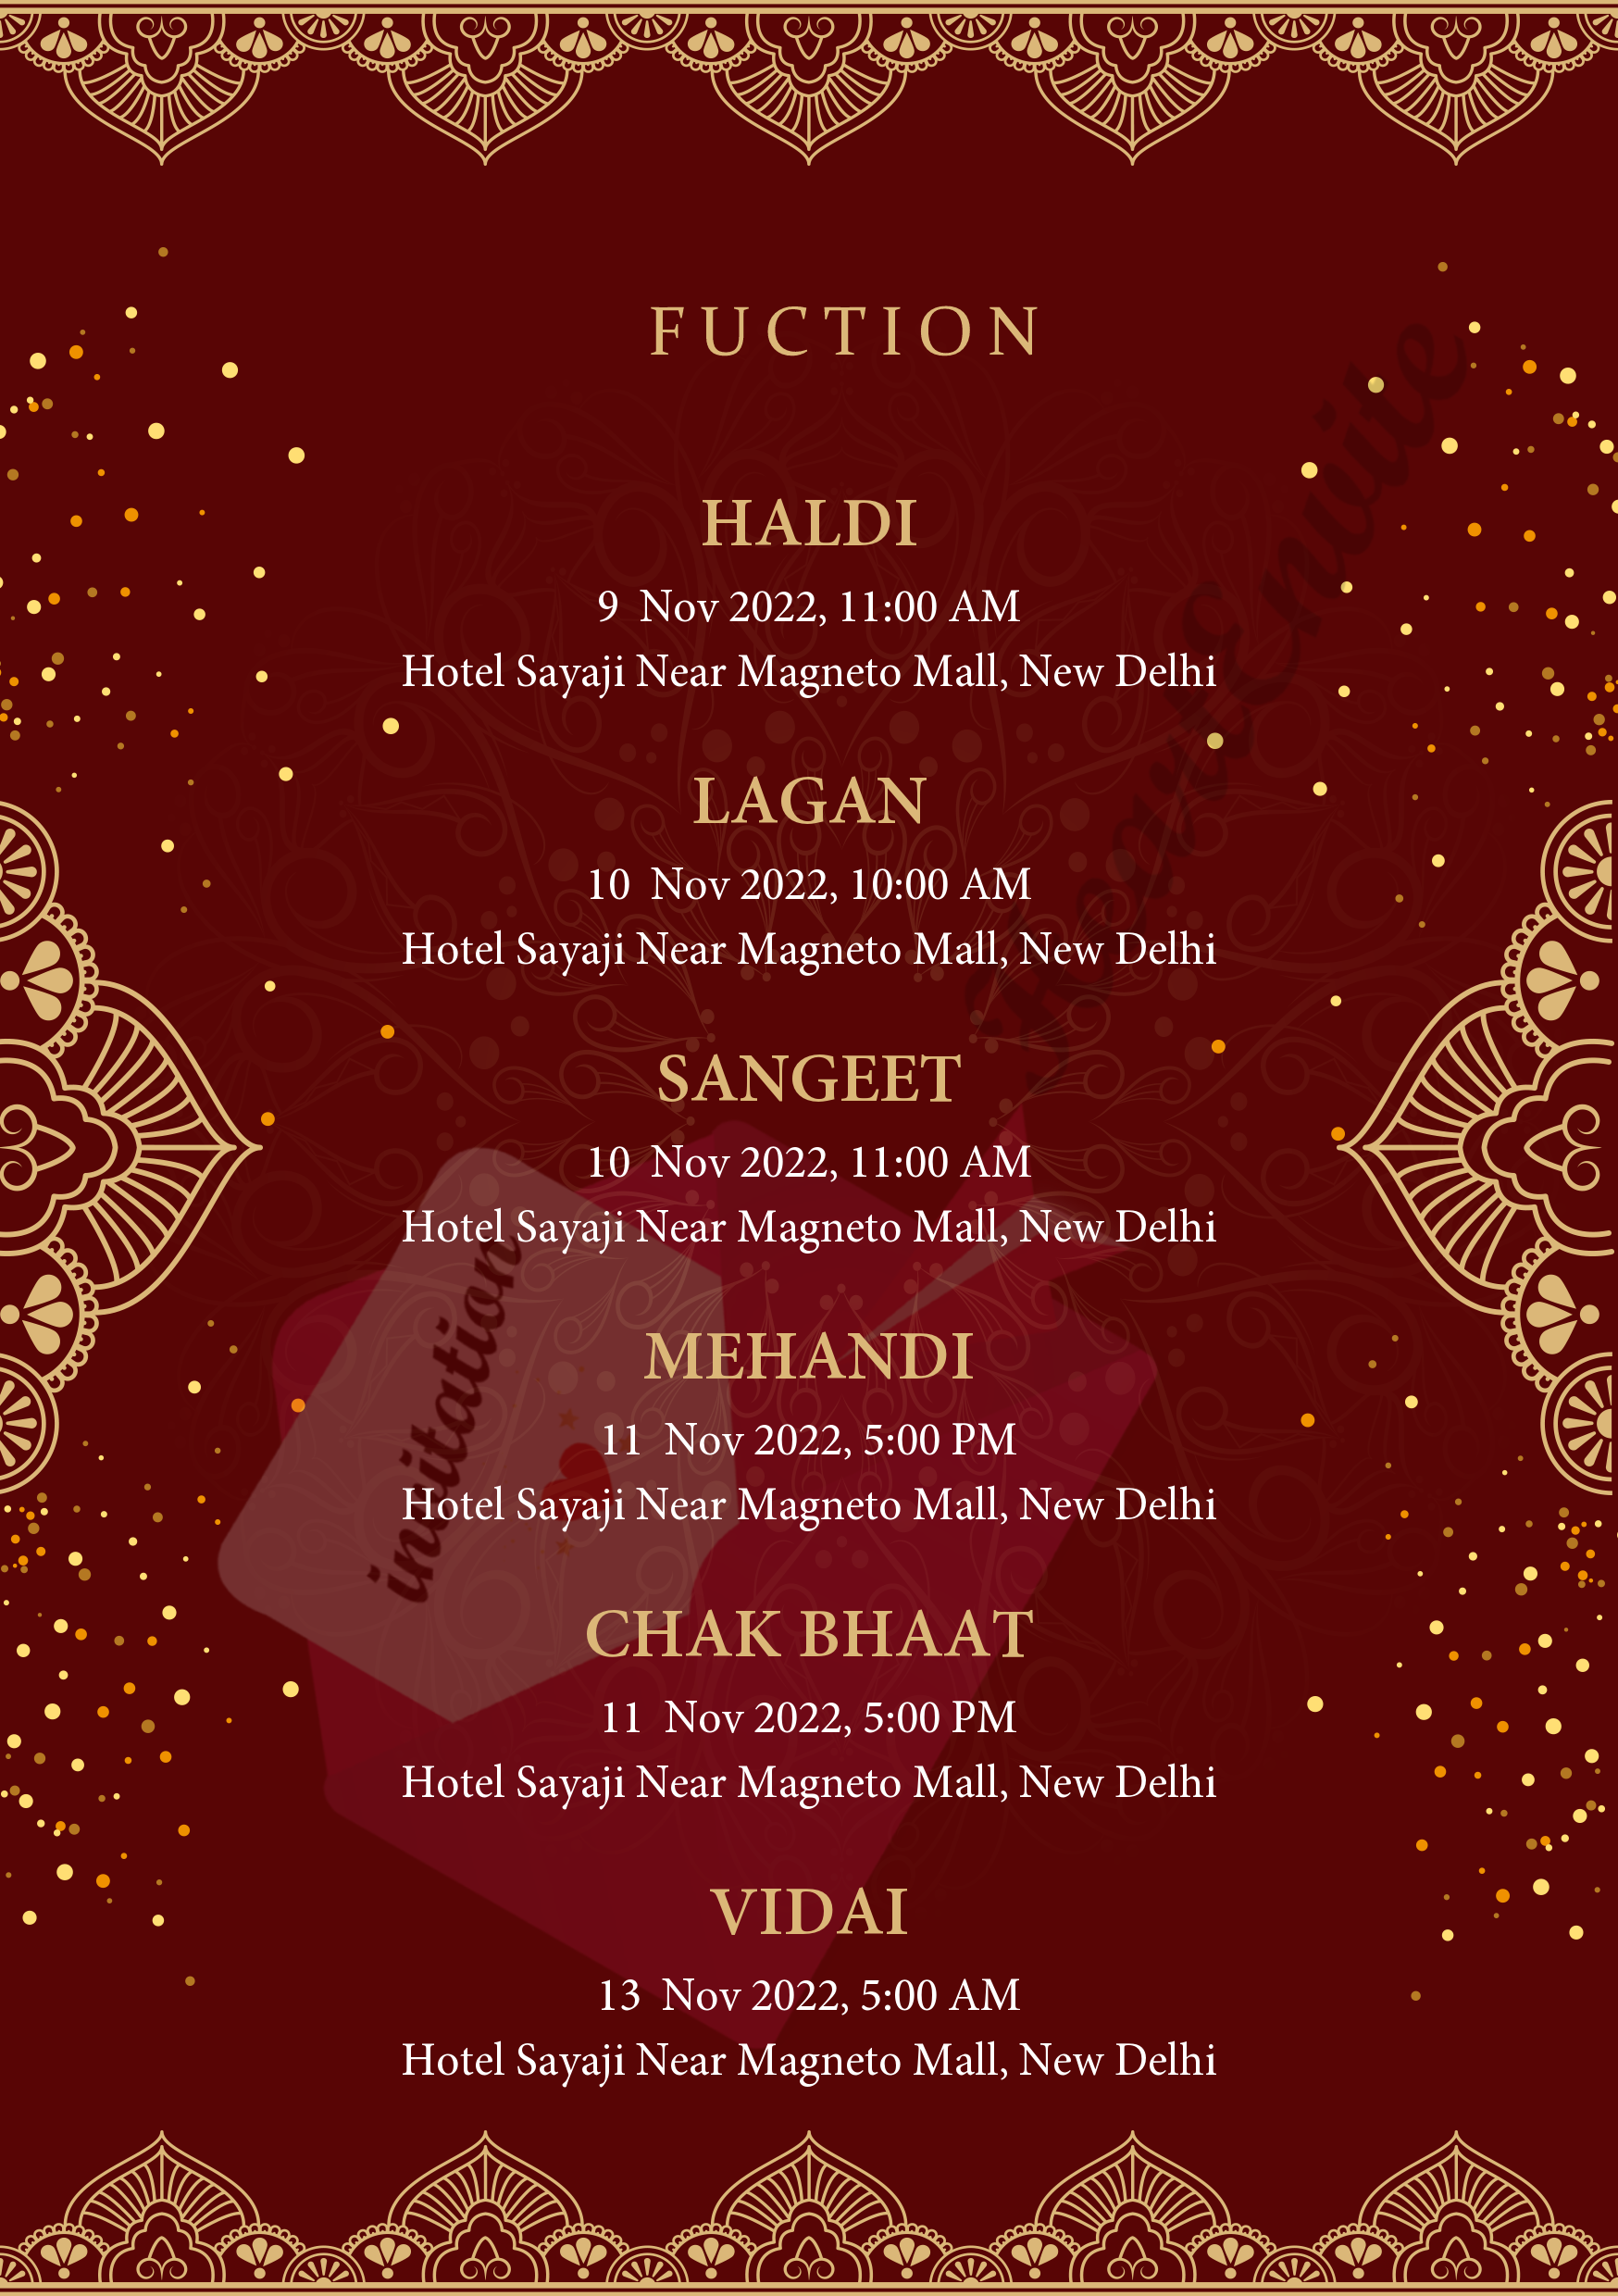 FUCTION
HALDI
9 Nov 2022, 11:00 AM
Hotel Sayaji Near Magneto Mall, New Delhi
LAGAN
10 Nov 2022, 10:00 AM
Hotel Sayaji Near Magneto Mall, New Delhi
SANGEET
10 Nov 2022, 11:00 AM
Hotel Sayaji Near Magneto Mall, New Delhi
MEHANDI
11 Nov 2022, 5:00 PM
Hotel Sayaji Near Magneto Mall, New Delhi
CHAK BHAAT
11 Nov 2022, 5:00 PM
Hotel Sayaji Near Magneto Mall, New Delhi
VIDAI
13 Nov 2022, 5:00 AM
Hotel Sayaji Near Magneto Mall, New Delhi
invitation